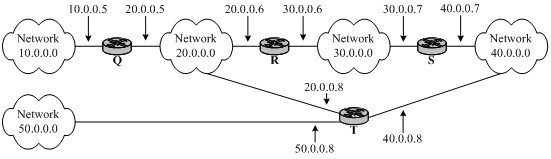 10.0.0.5
20.0.0.5
20.0.0.6
30.0.0.6
30.0.0.7
40.0.0.7
Network
10.0.0.0
Q
Network
20.0.0.0
R
Network
30.0.0.0
S
Network
40.0.0.0
20.0.0.8
Network
50.0.0.0
T
50.0.0.8
40.0.0.8